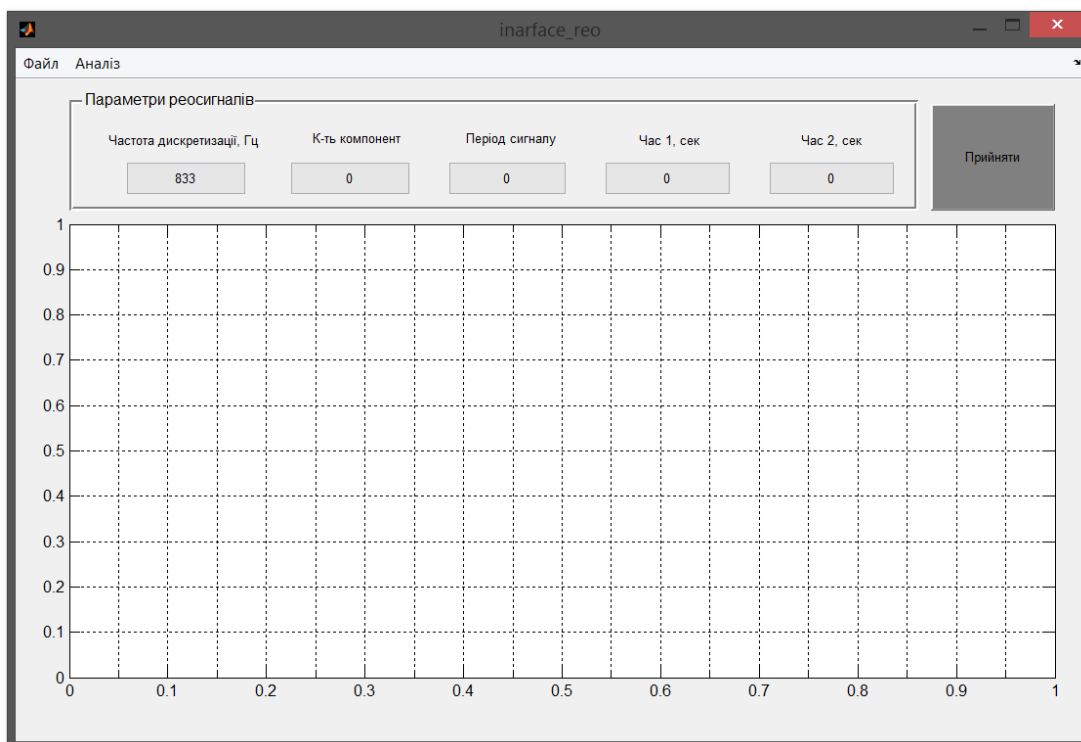 inarface_reo
Файл Аналіз
Параметри реосигналів
Частота дискретизації, Гц К-ть компонент Період сигналу Час 1, сек Час 2, сек
Прийняти
833 0 0 0 0
1
0.9
0.8
0.7
0.6
0.5
0.4
0.3
0.2
0.1
0
0 0.1 0.2 0.3 0.4 0.5 0.6 0.7 0.8 0.9 1